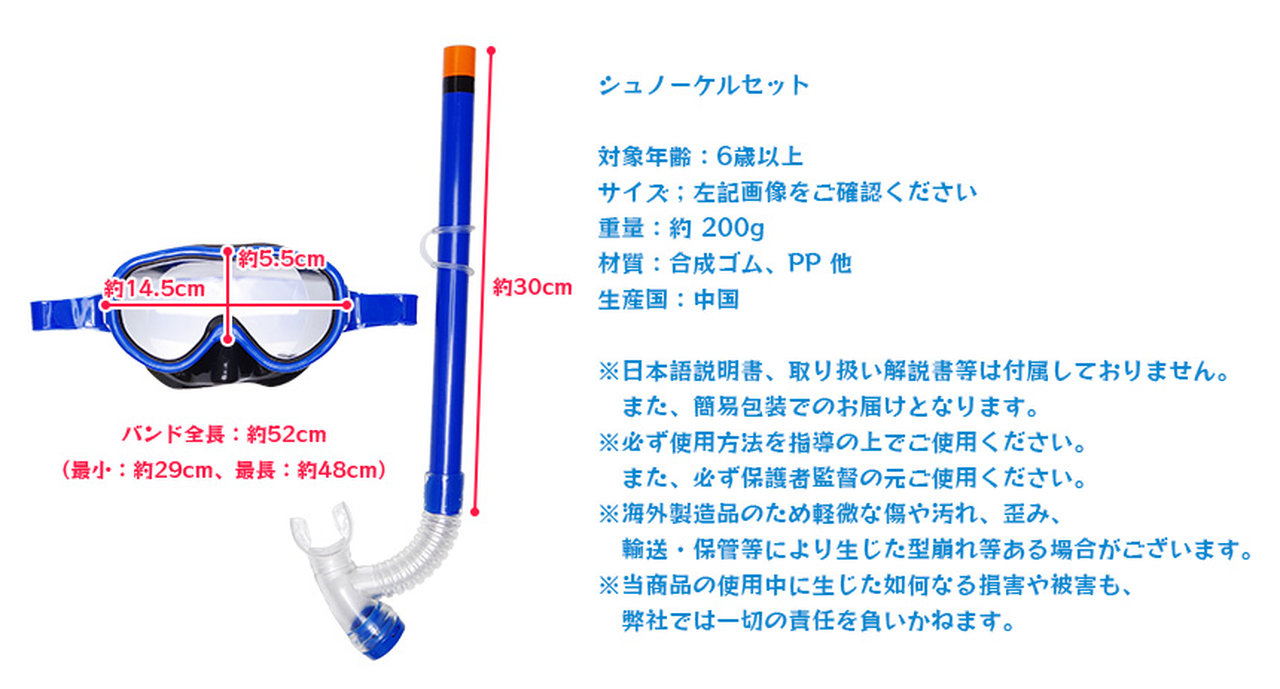 約5.5cm
約14.5cm
約30cm
バンド全長：約52cm
（最小：約29cm、最長：約48cm）
シュノーケルセット
対象年齢：6歳以上
サイズ；左記画像をご確認ください
重量：約 200g
材質：合成ゴム、PP 他
生産国：中国
※日本語説明書、取り扱い解説書等は付属しておりません。
また、簡易包装でのお届けとなります。
※必ず使用方法を指導の上でご使用ください。
また、必ず保護者監督の元ご使用ください。
※海外製造品のため軽微な傷や汚れ、歪み、
輸送・保管等により生じた型崩れ等ある場合がございます。
※当商品の使用中に生じた如何なる損害や被害も、
弊社では一切の責任を負いかねます。